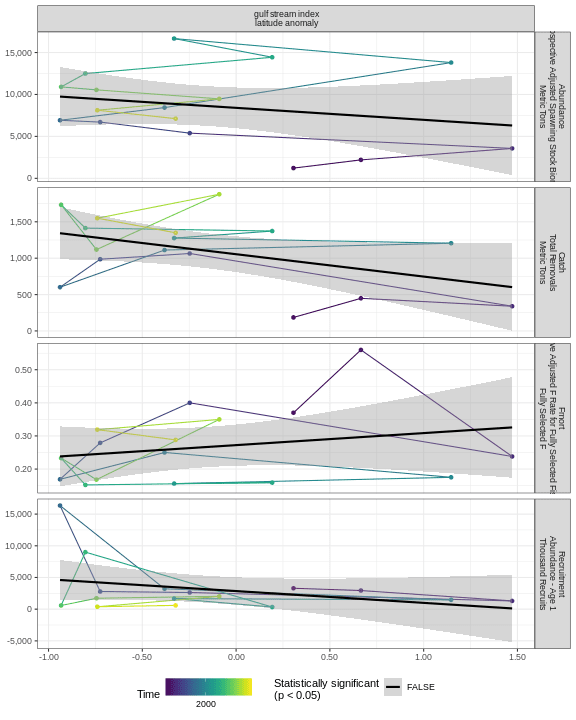 gulf stream index
latitude anomaly
15,000
10,000
5,000
0
Abundance
Adjusted Spawning Stock
Metric Tons
1,500
1,000
500
0
Catch
Total Removals
Metric Tons
0.50
0.40
0.30
0.20
Fmort
Adjusted F Rate for Fully Selected
Fully Selected F
15,000
10,000
5,000
0
-5,000
Recruitment
Abundance - Age 1
Thousand Recruits
-1.00
-0.50
0.00
0.50
1.00
1.50
Time
2000
Statistically significant
(p < 0.05)
FALSE